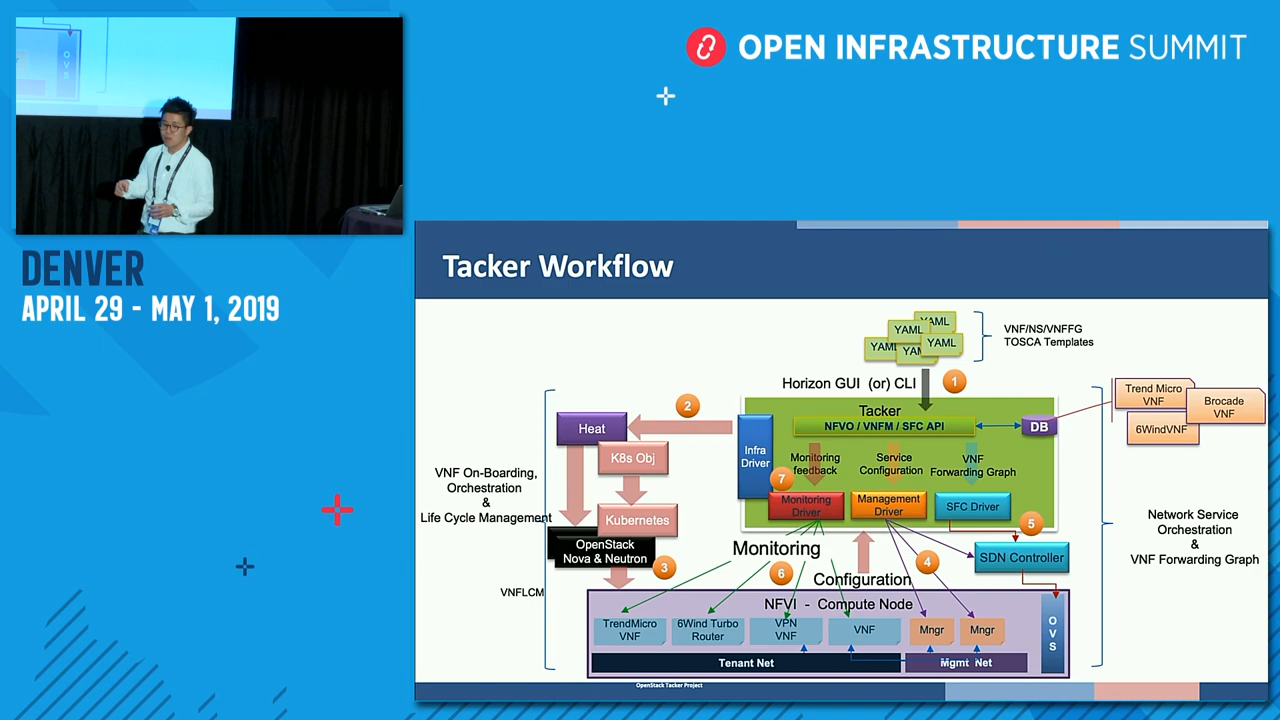 OPEN INFRASTRUCTURE SUMMIT
DENVER
APRIL 29 - MAY 1, 2019
Tacker Workflow
YAML
YAML
YAML
YAML
YAML
VNF/NS/VNFFG
TOSCA Templates
Horizon GUI (or) CLI
1
Trend Micro
VNF
Brocade
VNF
6WindVNF
2
Tacker
NFVO / VNFM / SFC API
DB
Heat
K8s Obj
Infra
Driver
Monitoring
feedback
Service
Configuration
VNF
Forwarding Graph
7
VNF On-Boarding,
Orchestration
&
Life Cycle Management
Kubernetes
Monitoring
Driver
Management
Driver
SFC Driver
5
Network Service
Orchestration
&
VNF Forwarding Graph
OpenStack
Nova & Neutron
3
Monitoring
6
Configuration
4
SDN Controller
VNFLCM
NFVI - Compute Node
TrendMicro
VNF
6Wind Turbo
Router
VPN
VNF
VNF
Mngr
Mngr
O
V
S
Tenant Net
Mgmt Net
OpenStack Tacker Project